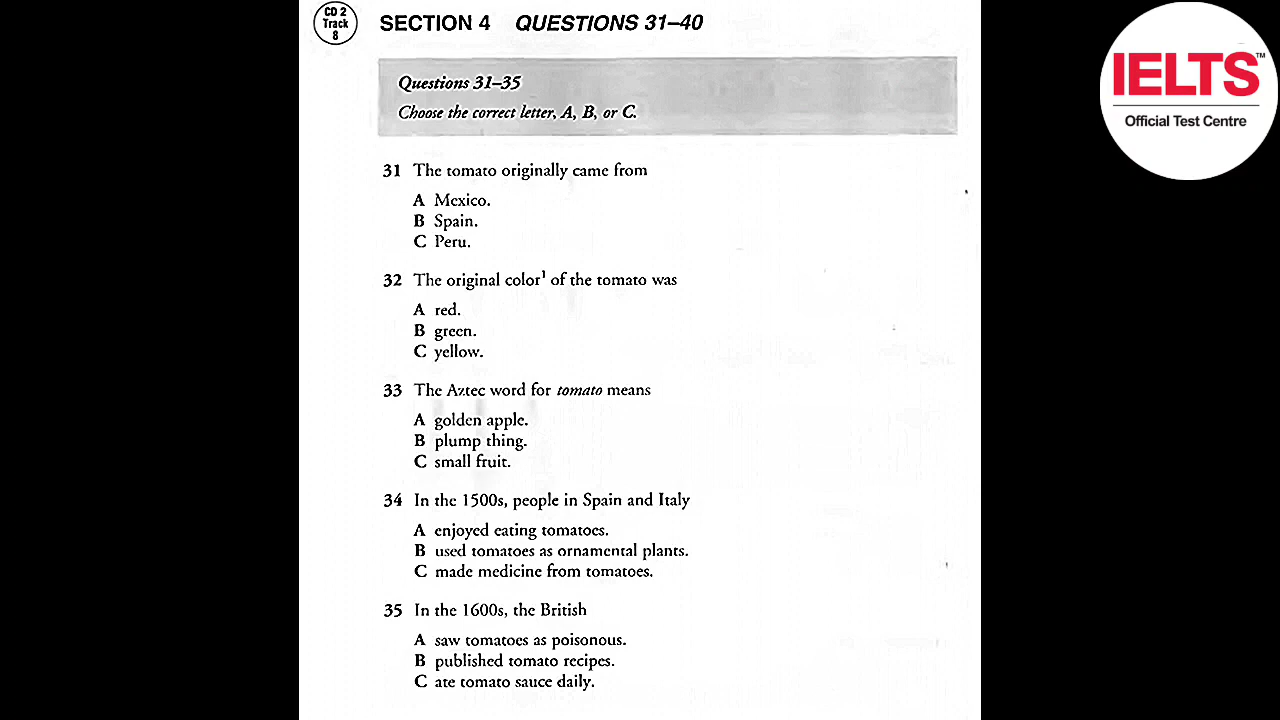 CD 2
Track
8
SECTION 4 QUESTIONS 31–40
IELTS™
Official Test Centre
Questions 31–35
Choose the correct letter, A, B, or C.
31 The tomato originally came from
A Mexico.
B Spain.
C Peru.
32 The original color¹ of the tomato was
A red.
B green.
C yellow.
33 The Aztec word for tomato means
A golden apple.
B plump thing.
C small fruit.
34 In the 1500s, people in Spain and Italy
A enjoyed eating tomatoes.
B used tomatoes as ornamental plants.
C made medicine from tomatoes.
35 In the 1600s, the British
A saw tomatoes as poisonous.
B published tomato recipes.
C ate tomato sauce daily.